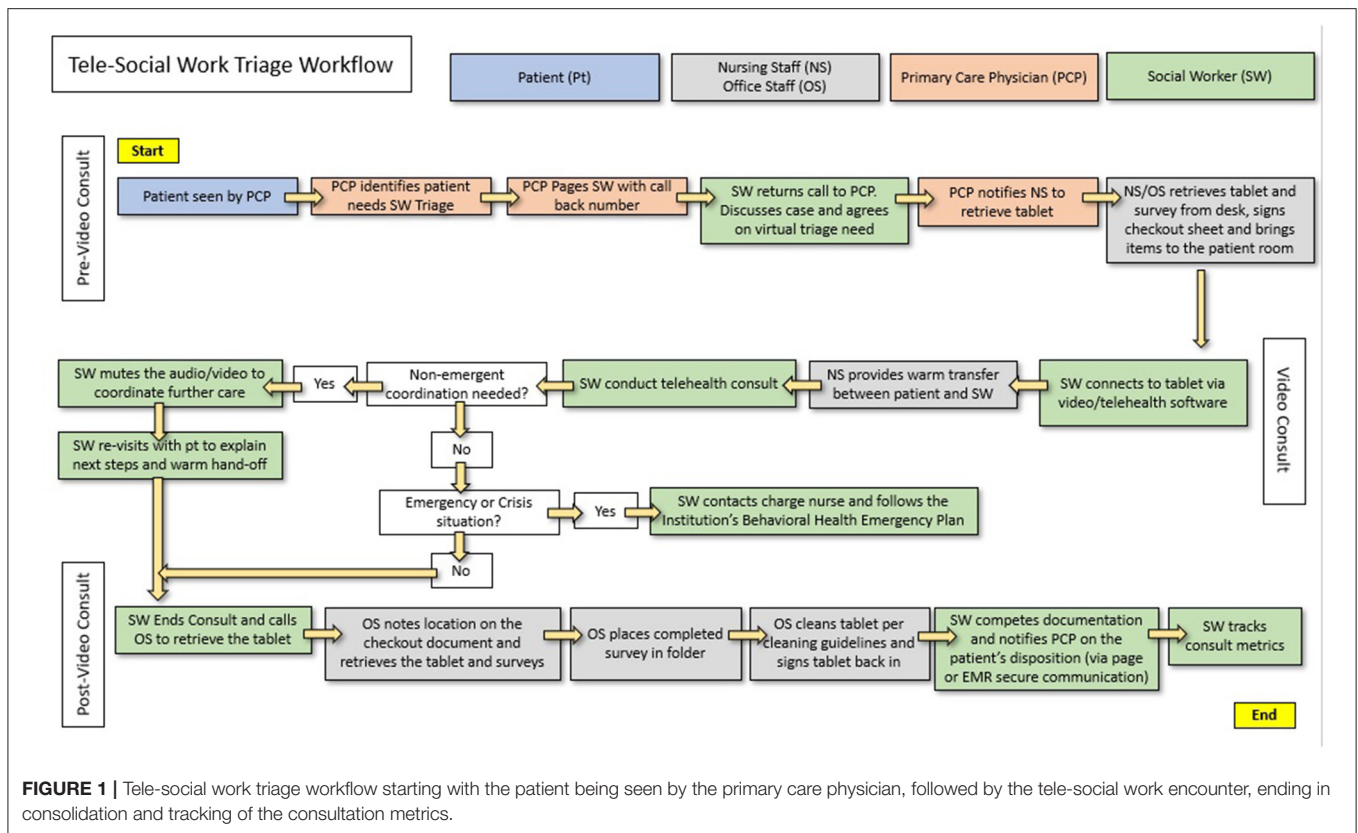 Tele-Social Work Triage Workflow
Patient (Pt)
Nursing Staff (NS)
Office Staff (OS)
Primary Care Physician (PCP)
Social Worker (SW)
Pre-Video Consult
Start
Patient seen by PCP
PCP identifies patient
needs SW Triage
PCP Pages SW with call
back number
SW returns call to PCP.
Discusses case and agrees
on virtual triage need
PCP notifies NS to
retrieve tablet
NS/OS retrieves tablet and
survey from desk, signs
checkout sheet and brings
items to the patient room
Video Consult
SW connects to tablet via
video/telehealth software
NS provides warm transfer
between patient and SW
SW conduct telehealth consult
Non-emergent
coordination needed?
Yes
SW mutes the audio/video to
coordinate further care
SW re-visits with pt to explain
next steps and warm hand-off
No
Emergency or Crisis
situation?
Yes
SW contacts charge nurse and follows the
Institution's Behavioral Health Emergency Plan
No
Post-Video Consult
SW Ends Consult and calls
OS to retrieve the tablet
OS notes location on the
checkout document and
retrieves the tablet and surveys
OS places completed
survey in folder
OS cleans tablet per
cleaning guidelines and
signs tablet back in
SW competes documentation
and notifies PCP on the
patient's disposition (via page
or EMR secure communication)
SW tracks
consult metrics
End
FIGURE 1 | Tele-social work triage workflow starting with the patient being seen by the primary care physician, followed by the tele-social work encounter, ending in
consolidation and tracking of the consultation metrics.